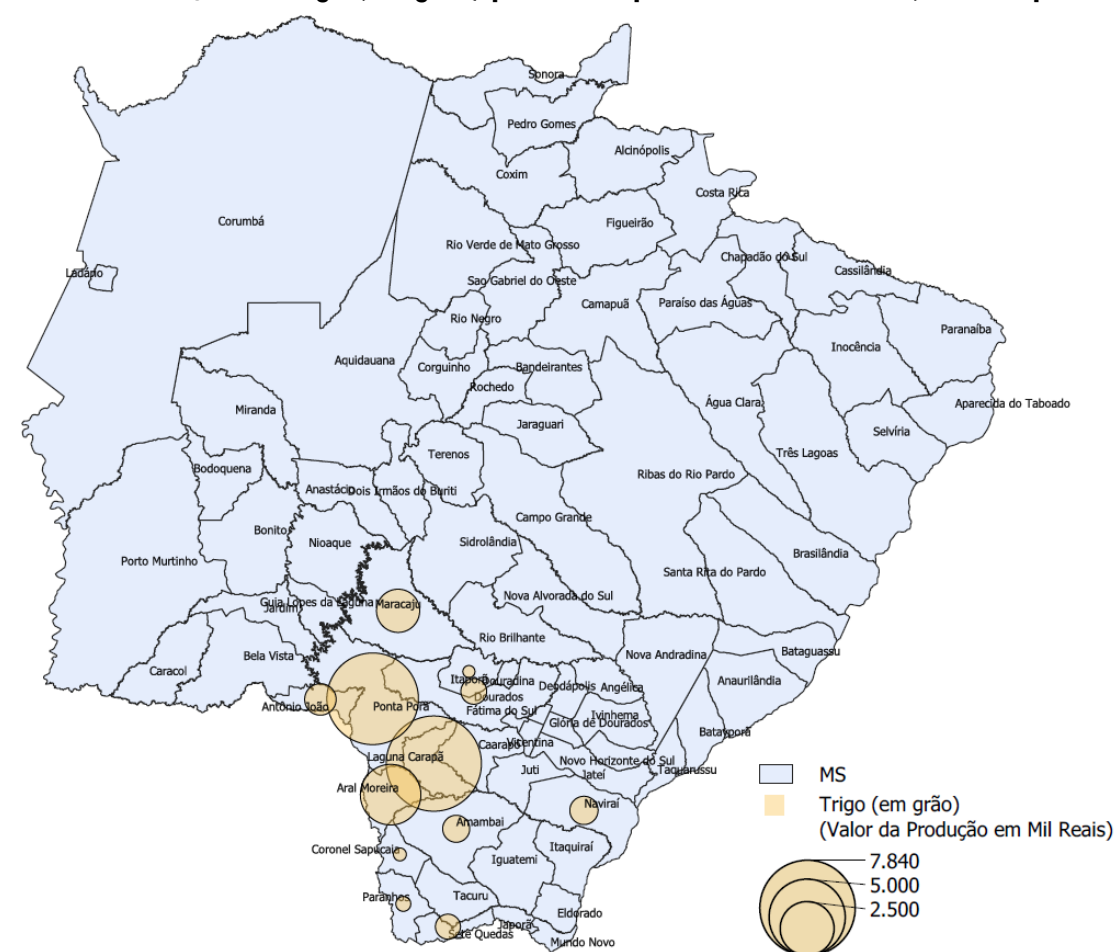 Sonora
Pedro Gomes
Alcinópolis
Coxim
Costa Rica
Corumbá
Figueirão
Rio Verde de Mato Grosso
Chapadão do Sul
Ladário
Cassilândia
Sao Gabriel do Oeste
Camapuã
Paraíso das Águas
Rio Negro
Paranaíba
Inocência
Aquidauana
Corguinho
Bandeirantes
Rochedo
Água Clara
Aparecida do Taboado
Miranda
Jaraguari
Selvíria
Três Lagoas
Terenos
Bodoquena
Ribas do Rio Pardo
Anastácio
Dois Irmãos do Buriti
Campo Grande
Bonito
Nioaque
Sidrolândia
Brasilândia
Porto Murtinho
Santa Rita do Pardo
Nova Alvorada do Sul
Guia Lopes da Laguna
Maracaju
Jardim
Rio Brilhante
Bela Vista
Nova Andradina
Bataguassu
Caracol
Itaporã
Douradina
Deodápolis
Angélica
Anaurilândia
Dourados
Antônio João
Ponta Porã
Fátima do Sul
Ivinhema
Glória de Dourados
Batayporã
Caarapó
Vicentina
Laguna Carapã
Novo Horizonte do Sul
Juti
Jateí
Taquarussu
Aral Moreira
Naviraí
Amambai
Coronel Sapucaia
Itaquiraí
Iguatemi
Paranhos
Tacuru
Eldorado
Japorã
Sete Quedas
Mundo Novo
MS
Trigo (em grão)
(Valor da Produção em Mil Reais)
7.840
5.000
2.500